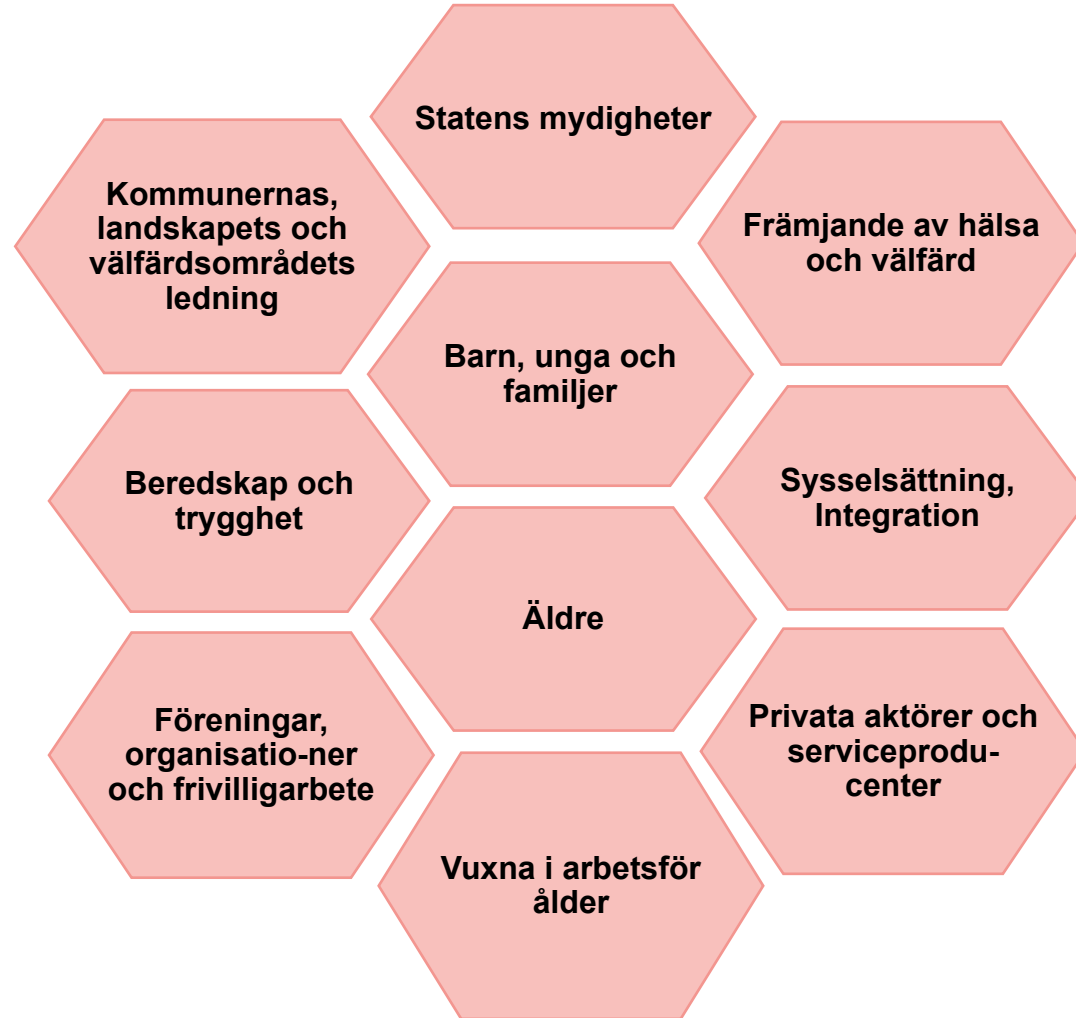 Statens mydigheter
Kommunernas,
landskapets och
välfärdsområdets
ledning
Främjande av hälsa
och välfärd
Barn, unga och
familjer
Beredskap och
trygghet
Sysselsättning,
Integration
Äldre
Föreningar,
organisatio-ner
och frivilligarbete
Privata aktörer och
serviceprodu-
center
Vuxna i arbetsför
ålder